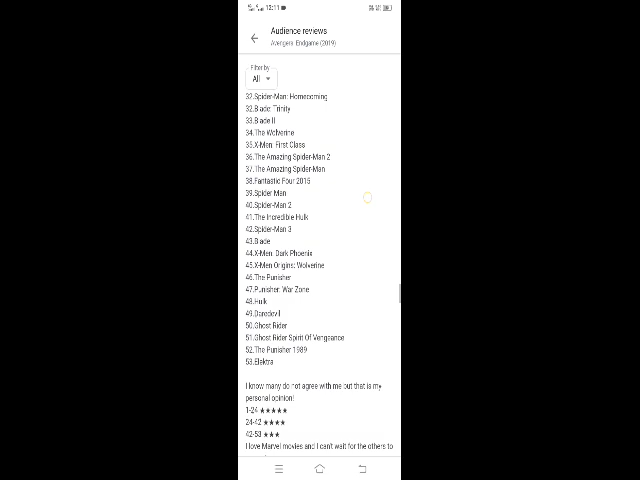 12:11
Audience reviews
Avengers: Endgame (2019)
Filter by
All
32.Spider-Man: Homecoming
32.Blade: Trinity
33.Blade II
34.The Wolverine
35.X-Men: First Class
36.The Amazing Spider-Man 2
37.The Amazing Spider-Man
38.Fantastic Four 2015
39.Spider Man
40.Spider-Man 2
41.The Incredible Hulk
42.Spider-Man 3
43.Blade
44.X-Men: Dark Phoenix
45.X-Men Origins: Wolverine
46.The Punisher
47.Punisher: War Zone
48.Hulk
49.Daredevil
50.Ghost Rider
51.Ghost Rider Spirit Of Vengeance
52.The Punisher 1989
53.Elektra
I know many do not agree with me but that is my
personal opinion!
1-24 ★★★★★
24-42 ★★★★
42-53 ★★★
I love Marvel movies and I can't wait for the others to